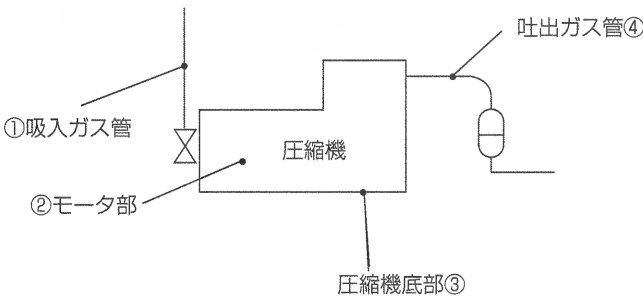 吐出ガス管④
①吸入ガス管
圧縮機
②モータ部
圧縮機底部③